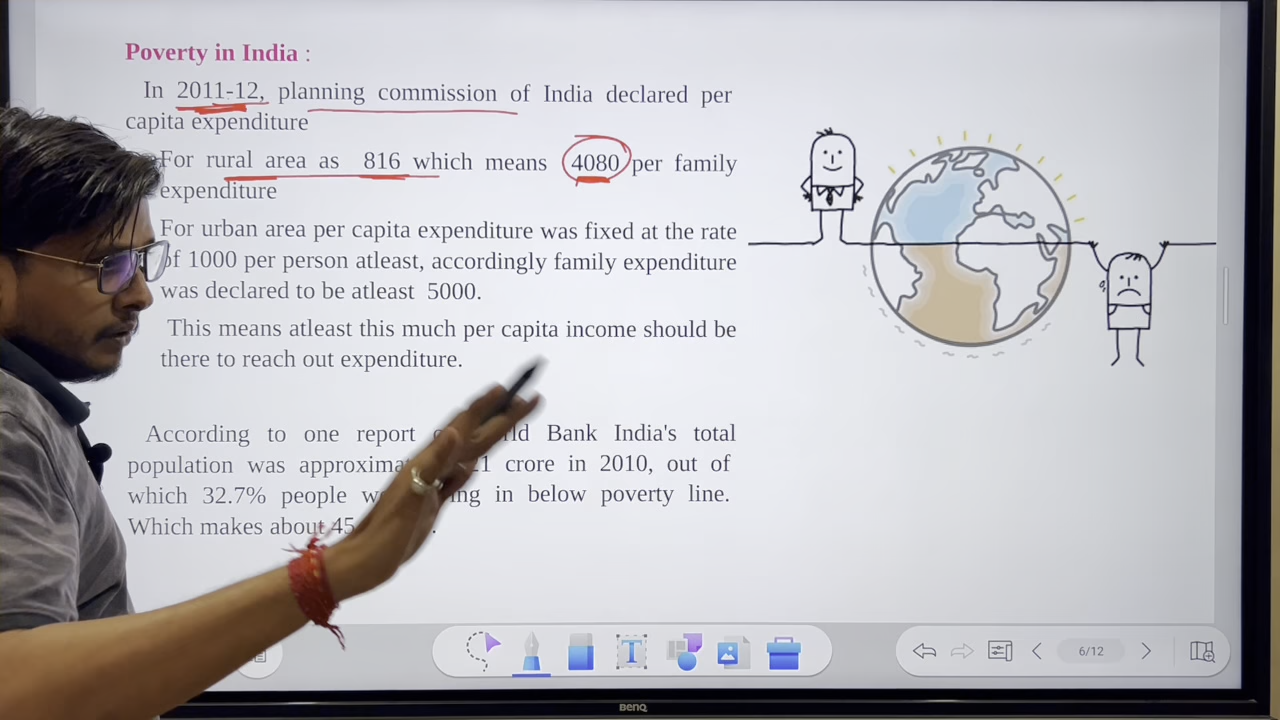 Poverty in India :
In 2011-12, planning commission of India declared per
capita expenditure
For rural area as 816 which means 4080 per family
expenditure
For urban area per capita expenditure was fixed at the rate
of 1000 per person atleast, accordingly family expenditure
was declared to be atleast 5000.
This means atleast this much per capita income should be
there to reach out expenditure.
According to one report Bank India's total
population was 21 crore in 2010, out of
which 32.7% people in below poverty line.
Which makes about 45
T
6/12
BenQ